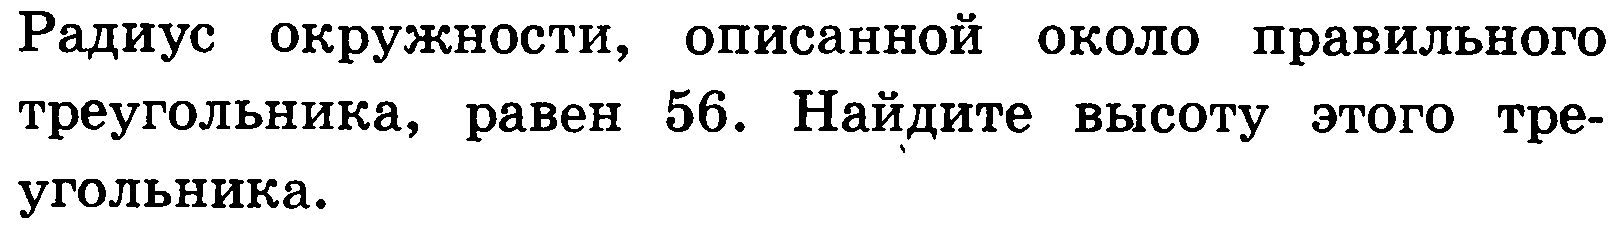 Радиус окружности, описанной около правильного
треугольника, равен 56. Найдите высоту этого тре-
угольника.